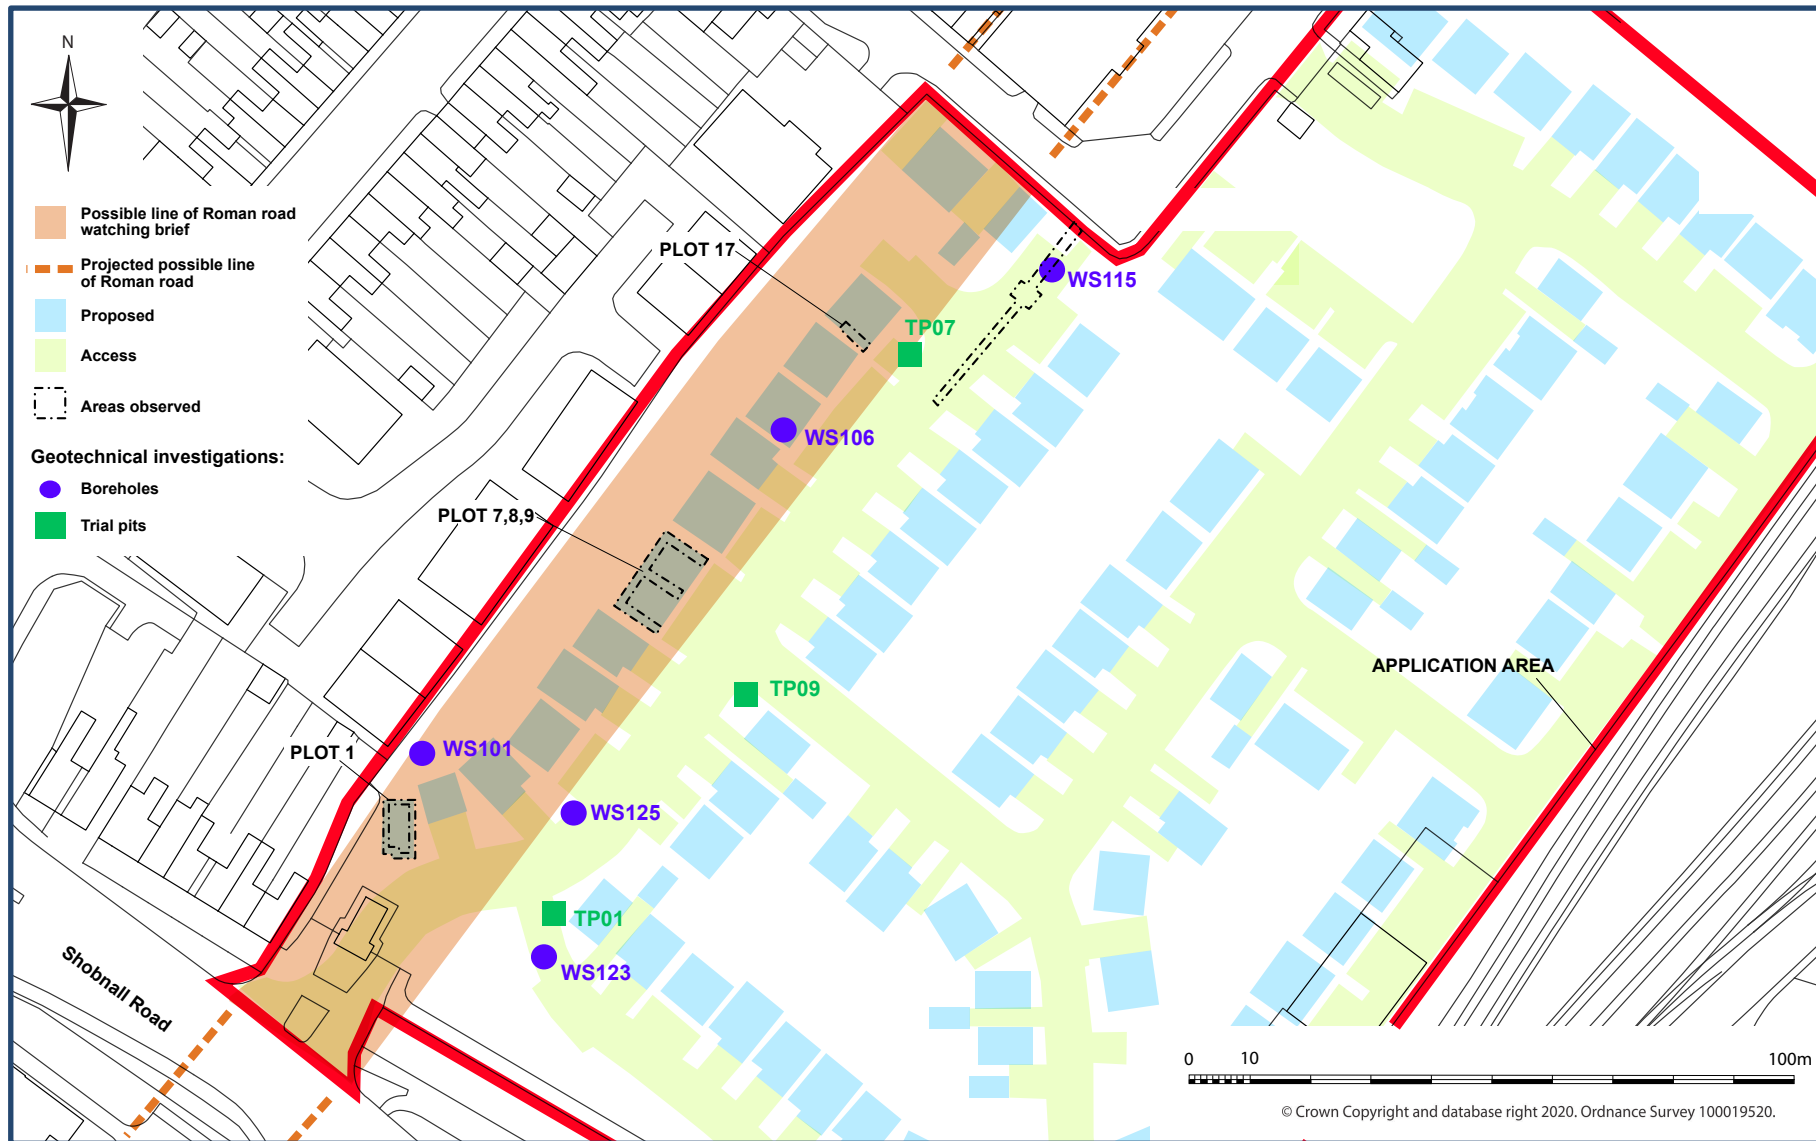 N
Possible line of Roman road
watching brief
Projected possible line
of Roman road
Proposed
Access
Areas observed
Geotechnical investigations:
Boreholes
Trial pits
PLOT 17
WS115
TP07
WS106
PLOT 7,8,9
APPLICATION AREA
TP09
WS101
PLOT 1
WS125
TP01
WS123
Shobnall Road
0 10 100m
© Crown Copyright and database right 2020. Ordnance Survey 100019520.